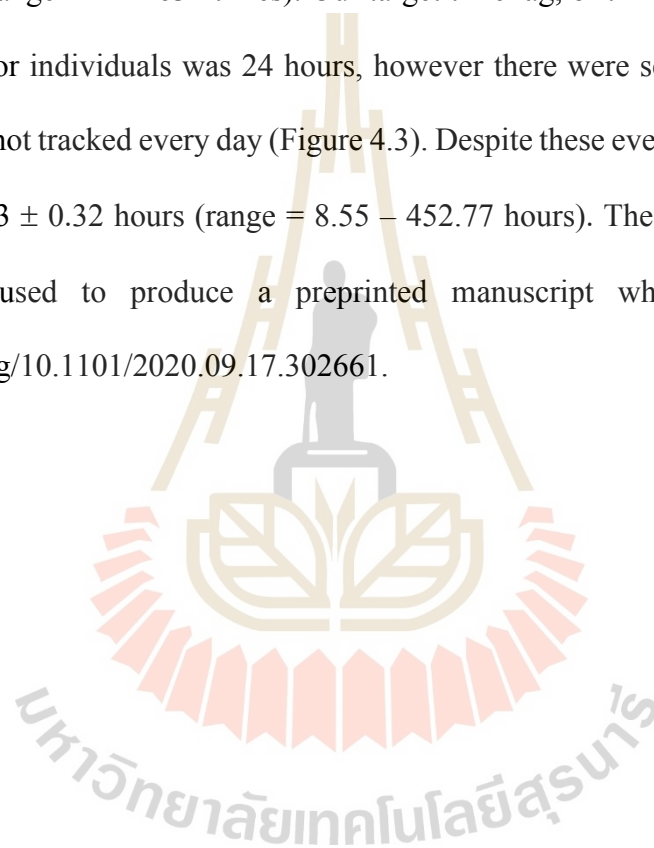 or individuals was 24 hours, however there were
not tracked every day (Figure 4.3). Despite these
3 ± 0.32 hours (range = 8.55 – 452.77 hours). The
used to produce a preprinted manuscript
g/10.1101/2020.09.17.302661.
มหาวิทยาลัยเทคโนโลยีสุรนารี